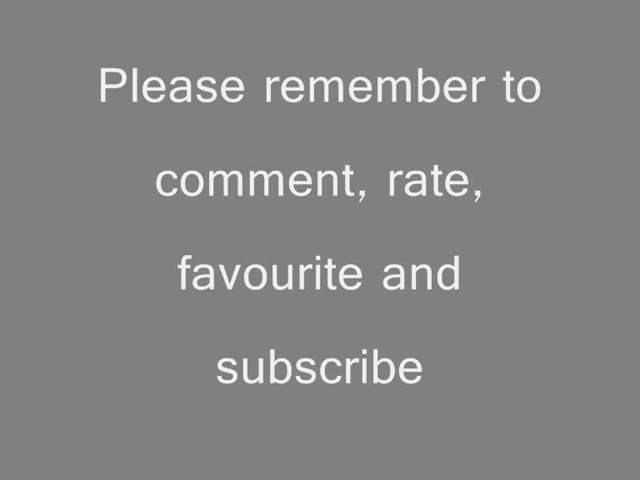 Please remember to
comment, rate,
favourite and
subscribe